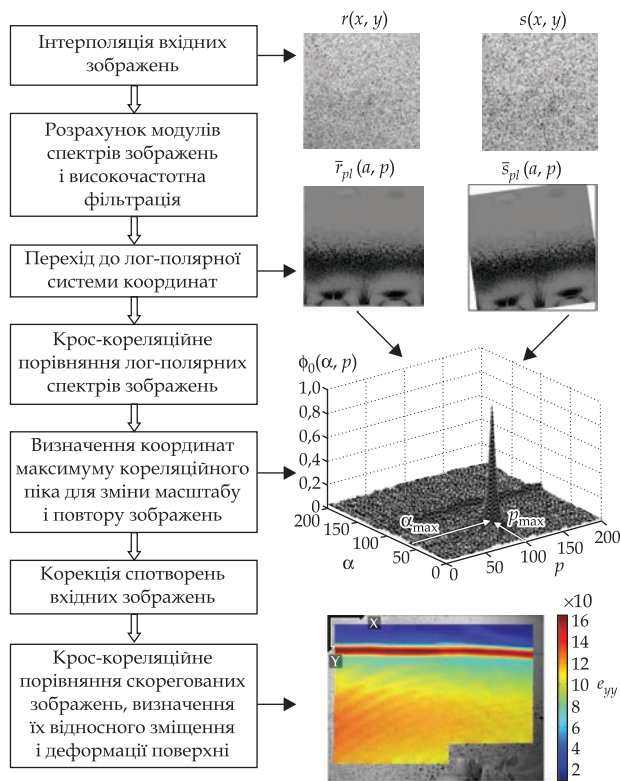 Інтерполяція вхідних
зображень
Розрахунок модулів
спектрів зображень
і високочастотна
фільтрація
Перехід до лог-полярної
системи координат
Крос-кореляційне
порівняння лог-полярних
спектрів зображень
Визначення координат
максимуму кореляційного
піка для зміни масштабу
і повтору зображень
Корекція спотворень
вхідних зображень
Крос-кореляційне
порівняння скорегованих
зображень, визначення
їх відносного зміщення
і деформації поверхні
r(x, y) s(x, y)
r̅pl (a, p) s̅pl (a, p)
ϕ0(α, p)
1,0
0,8
0,6
0,4
0,2
0
200
150
100
50
0
α
αmax
pmax
0
50
100
150
200
p
X
Y
×10
16
14
12
10
8
6
4
2
eyy